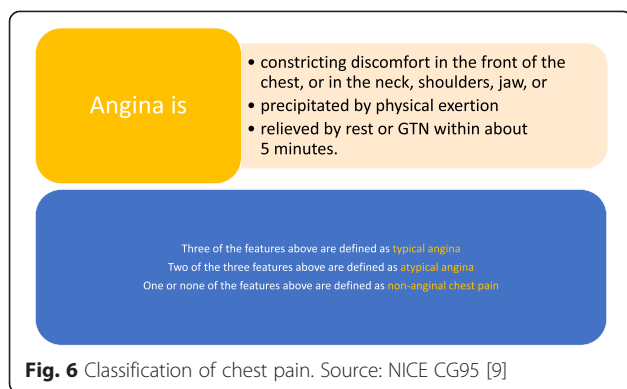 Angina is
• constricting discomfort in the front of the
chest, or in the neck, shoulders, jaw, or
• precipitated by physical exertion
• relieved by rest or GTN within about
5 minutes.
Three of the features above are defined as typical angina
Two of the three features above are defined as atypical angina
One or none of the features above are defined as non-anginal chest pain
Fig. 6 Classification of chest pain. Source: NICE CG95 [9]